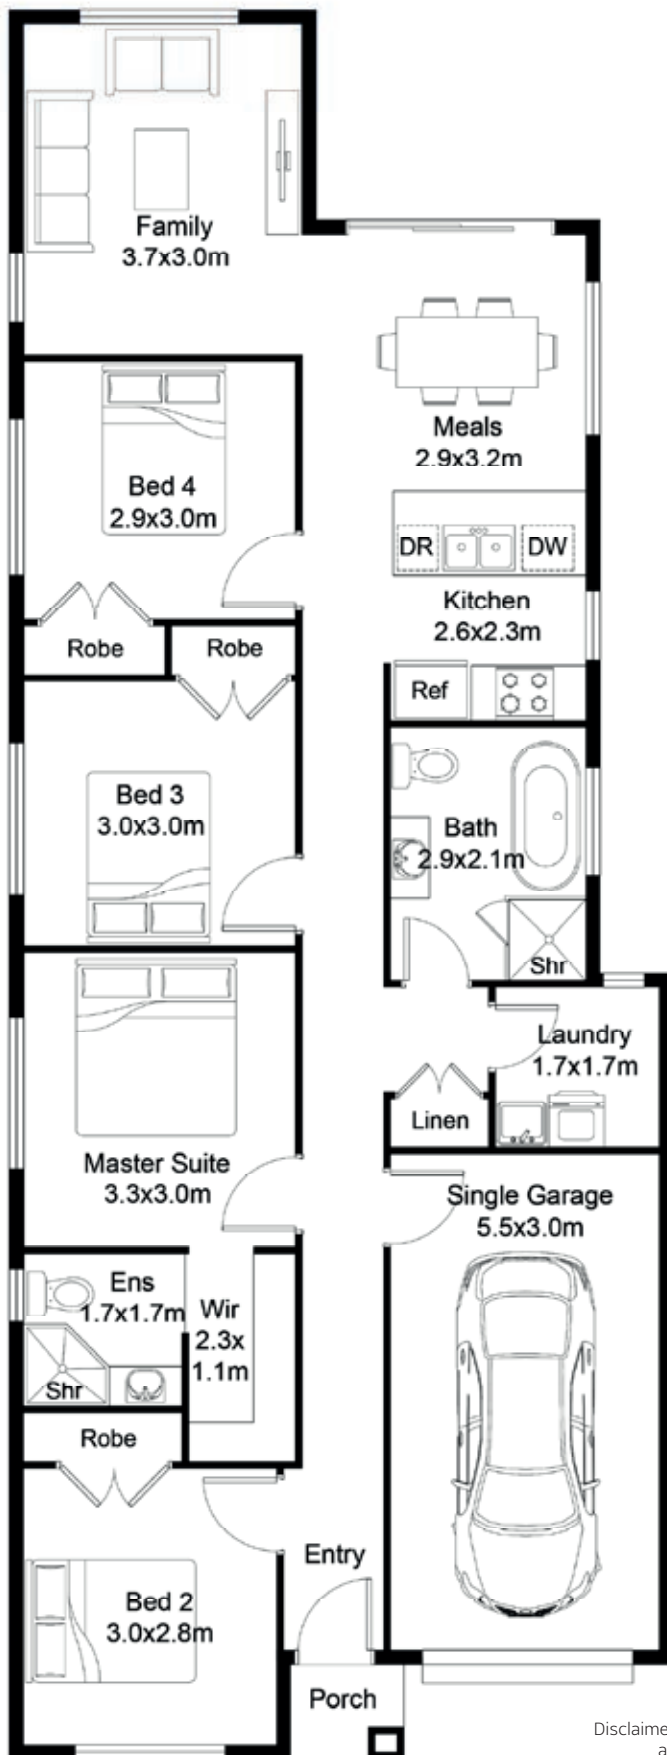 Family
3.7x3.0m
Meals
2.9x3.2m
Bed 4
2.9x3.0m
DR
DW
Kitchen
2.6x2.3m
Robe
Robe
Ref
Bed 3
3.0x3.0m
Bath
2.9x2.1m
Shr
Laundry
1.7x1.7m
Linen
Master Suite
3.3x3.0m
Single Garage
5.5x3.0m
Ens
1.7x1.7m
Wir
2.3x
1.1m
Shr
Robe
Entry
Bed 2
3.0x2.8m
Porch
Disclaime
a